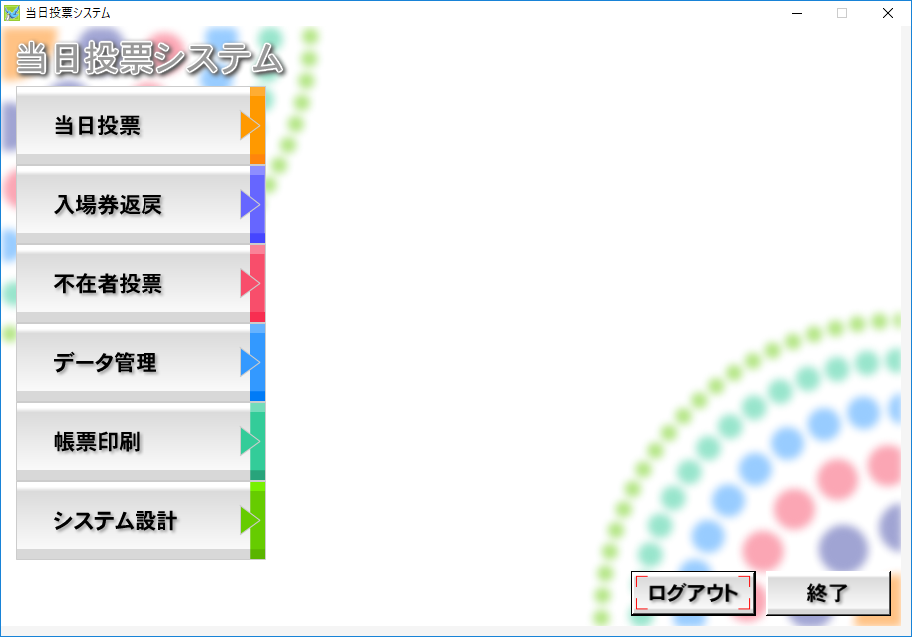 当日投票システム
当日投票システム
当日投票
入場券返戻
不在者投票
データ管理
帳票印刷
システム設計
ログアウト
終了